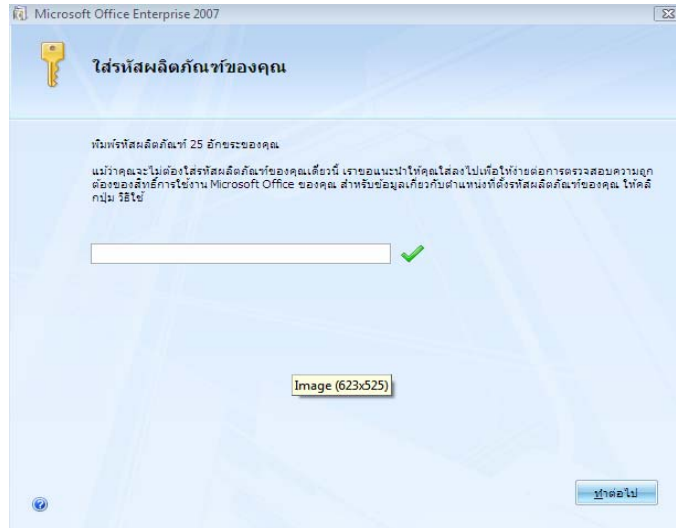 Microsoft Office Enterprise 2007
ใส่รหัสผลิตภัณฑ์ของคุณ
พิมพ์รหัสผลิตภัณฑ์ 25 อักขระของคุณ
แม้ว่าคุณจะไม่ต้องใส่รหัสผลิตภัณฑ์ของคุณเดี๋ยวนี้ เราขอแนะนำให้คุณใส่ลงไปเพื่อให้ง่ายต่อการตรวจสอบความถูก
ต้องของสิทธิ์การใช้งาน Microsoft Office ของคุณ สำหรับข้อมูลเกี่ยวกับตำแหน่งที่ตั้งรหัสผลิตภัณฑ์ของคุณ ให้คลิ
กปุ่ม วิธีใช้
Image (623x525)
ทำต่อไป